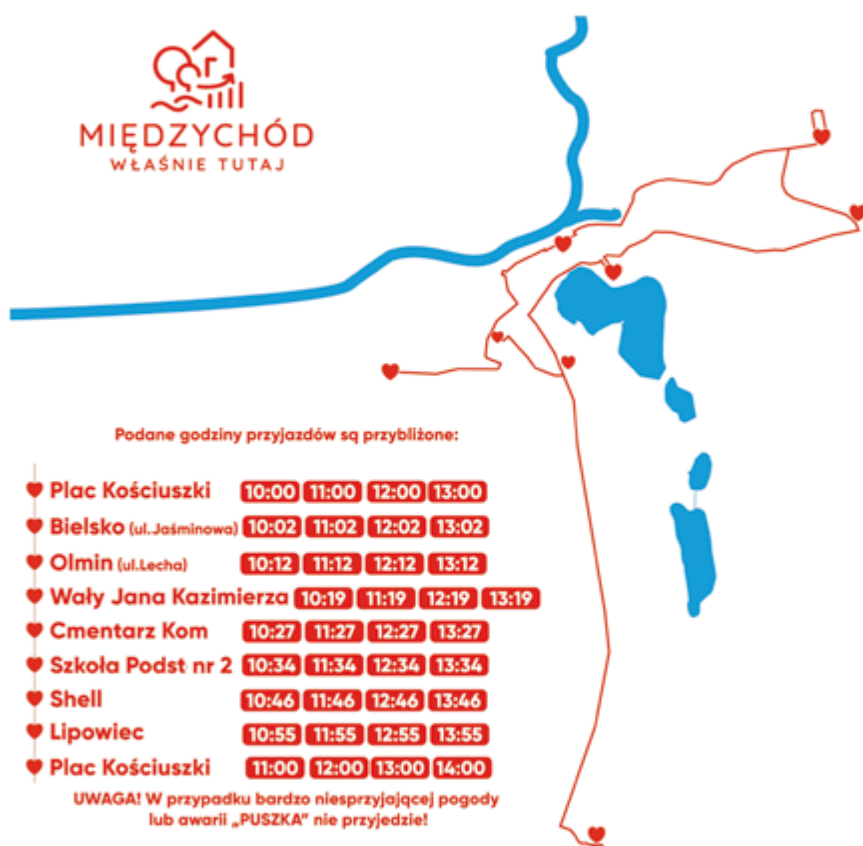 MIĘDZYCHÓD
WŁAŚNIE TUTAJ
Podane godziny przyjazdów są przybliżone:
Plac Kościuszki 10:00 11:00 12:00 13:00
Bielsko (ul.Jaśminowa) 10:02 11:02 12:02 13:02
Olmin (ul.Lecha) 10:12 11:12 12:12 13:12
Wały Jana Kazimierza 10:19 11:19 12:19 13:19
Cmentarz Kom 10:27 11:27 12:27 13:27
Szkoła Podst nr 2 10:34 11:34 12:34 13:34
Shell 10:46 11:46 12:46 13:46
Lipowiec 10:55 11:55 12:55 13:55
Plac Kościuszki 11:00 12:00 13:00 14:00
UWAGA! W przypadku bardzo niesprzyjającej pogody
lub awarii „PUSZKA" nie przyjedzie!